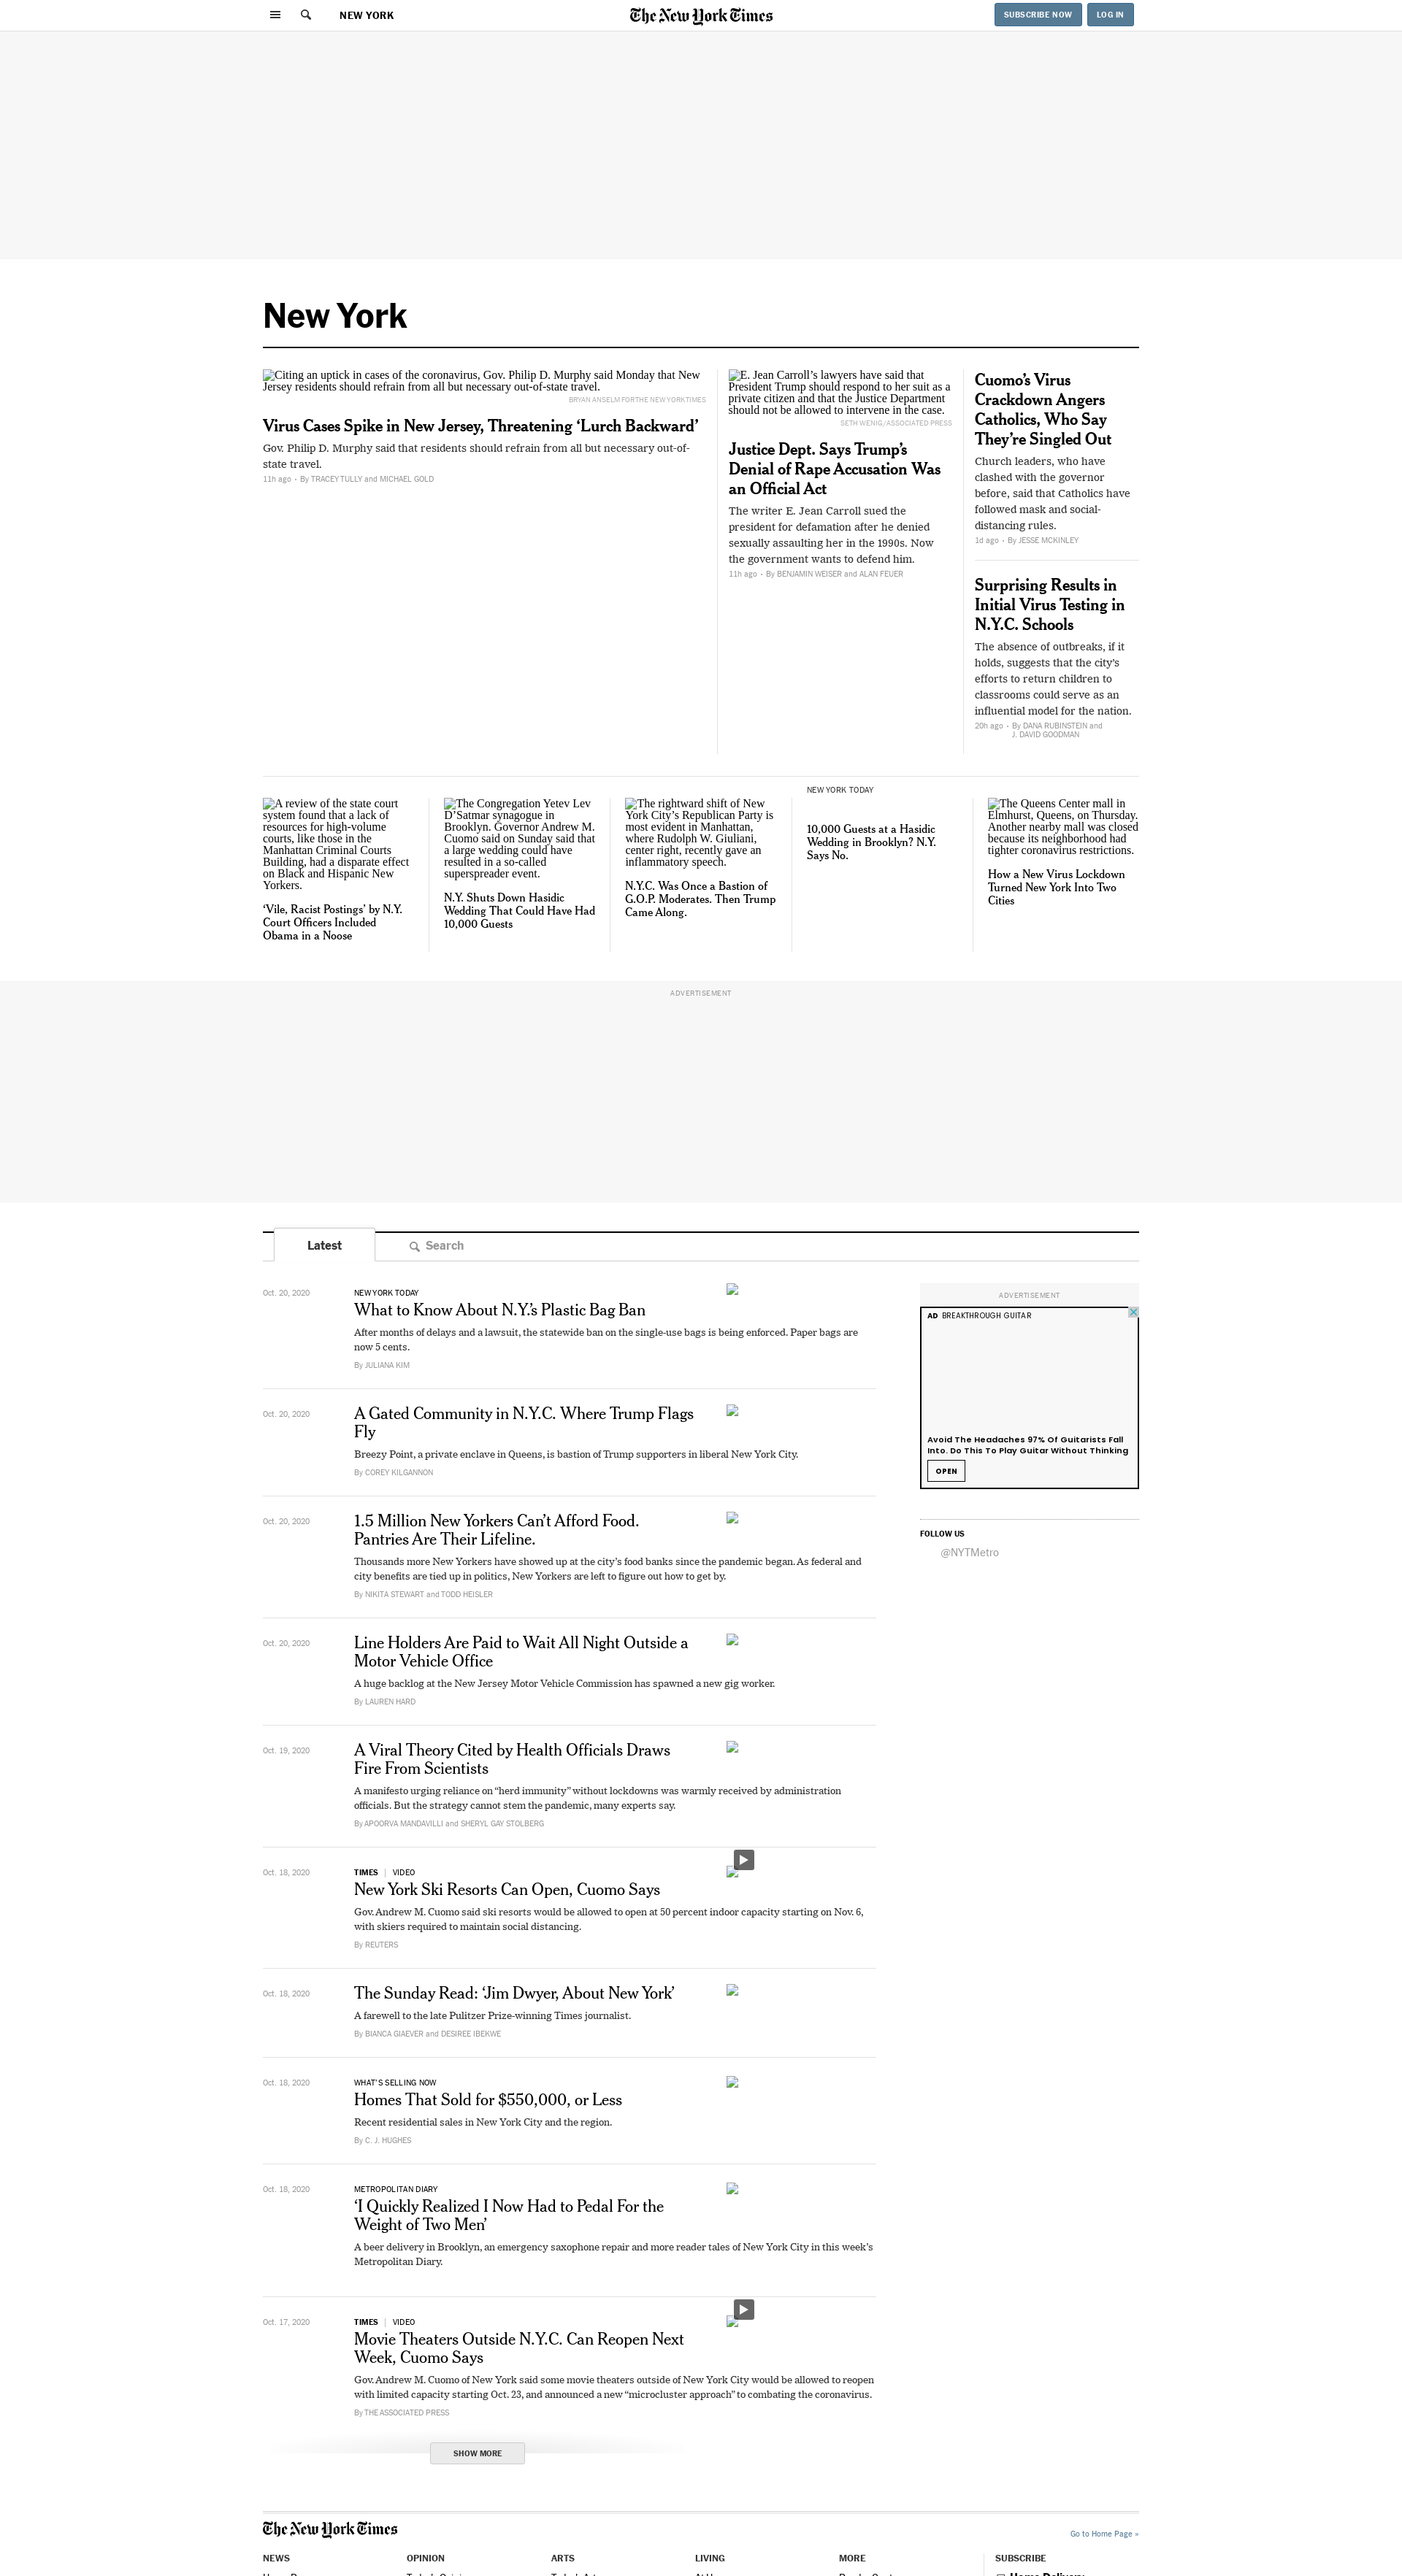 NEW YORK
The New York Times
SUBSCRIBE NOW
LOG IN
New York
Citing an uptick in cases of the coronavirus, Gov. Philip D. Murphy said Monday that New
Jersey residents should refrain from all but necessary out-of-state travel.
BRYAN ANSELM FOR THE NEW YORK TIMES
Virus Cases Spike in New Jersey, Threatening ‘Lurch Backward’
Gov. Philip D. Murphy said that residents should refrain from all but necessary out-of-
state travel.
11h ago • By TRACEY TULLY and MICHAEL GOLD
E. Jean Carroll’s lawyers have said that
President Trump should respond to her suit as a
private citizen and that the Justice Department
should not be allowed to intervene in the case.
SETH WENIG/ASSOCIATED PRESS
Justice Dept. Says Trump’s
Denial of Rape Accusation Was
an Official Act
The writer E. Jean Carroll sued the
president for defamation after he denied
sexually assaulting her in the 1990s. Now
the government wants to defend him.
11h ago • By BENJAMIN WEISER and ALAN FEUER
Cuomo’s Virus
Crackdown Angers
Catholics, Who Say
They’re Singled Out
Church leaders, who have
clashed with the governor
before, said that Catholics have
followed mask and social-
distancing rules.
1d ago • By JESSE MCKINLEY
Surprising Results in
Initial Virus Testing in
N.Y.C. Schools
The absence of outbreaks, if it
holds, suggests that the city’s
efforts to return children to
classrooms could serve as an
influential model for the nation.
20h ago • By DANA RUBINSTEIN and
J. DAVID GOODMAN
A review of the state court
system found that a lack of
resources for high-volume
courts, like those in the
Manhattan Criminal Courts
Building, had a disparate effect
on Black and Hispanic New
Yorkers.
‘Vile, Racist Postings’ by N.Y.
Court Officers Included
Obama in a Noose
The Congregation Yetev Lev
D’Satmar synagogue in
Brooklyn. Governor Andrew M.
Cuomo said on Sunday said that
a large wedding could have
resulted in a so-called
superspreader event.
N.Y. Shuts Down Hasidic
Wedding That Could Have Had
10,000 Guests
The rightward shift of New
York City’s Republican Party is
most evident in Manhattan,
where Rudolph W. Giuliani,
center right, recently gave an
inflammatory speech.
N.Y.C. Was Once a Bastion of
G.O.P. Moderates. Then Trump
Came Along.
NEW YORK TODAY
10,000 Guests at a Hasidic
Wedding in Brooklyn? N.Y.
Says No.
The Queens Center mall in
Elmhurst, Queens, on Thursday.
Another nearby mall was closed
because its neighborhood had
tighter coronavirus restrictions.
How a New Virus Lockdown
Turned New York Into Two
Cities
ADVERTISEMENT
Latest
Search
Oct. 20, 2020
NEW YORK TODAY
What to Know About N.Y.’s Plastic Bag Ban
After months of delays and a lawsuit, the statewide ban on the single-use bags is being enforced. Paper bags are
now 5 cents.
By JULIANA KIM
Oct. 20, 2020
A Gated Community in N.Y.C. Where Trump Flags
Fly
Breezy Point, a private enclave in Queens, is bastion of Trump supporters in liberal New York City.
By COREY KILGANNON
Oct. 20, 2020
1.5 Million New Yorkers Can’t Afford Food.
Pantries Are Their Lifeline.
Thousands more New Yorkers have showed up at the city’s food banks since the pandemic began. As federal and
city benefits are tied up in politics, New Yorkers are left to figure out how to get by.
By NIKITA STEWART and TODD HEISLER
Oct. 20, 2020
Line Holders Are Paid to Wait All Night Outside a
Motor Vehicle Office
A huge backlog at the New Jersey Motor Vehicle Commission has spawned a new gig worker.
By LAUREN HARD
Oct. 19, 2020
A Viral Theory Cited by Health Officials Draws
Fire From Scientists
A manifesto urging reliance on “herd immunity” without lockdowns was warmly received by administration
officials. But the strategy cannot stem the pandemic, many experts say.
By APOORVA MANDAVILLI and SHERYL GAY STOLBERG
Oct. 18, 2020
TIMES | VIDEO
New York Ski Resorts Can Open, Cuomo Says
Gov. Andrew M. Cuomo said ski resorts would be allowed to open at 50 percent indoor capacity starting on Nov. 6,
with skiers required to maintain social distancing.
By REUTERS
Oct. 18, 2020
The Sunday Read: ‘Jim Dwyer, About New York’
A farewell to the late Pulitzer Prize-winning Times journalist.
By BIANCA GIAEVER and DESIREE IBEKWE
Oct. 18, 2020
WHAT’S SELLING NOW
Homes That Sold for $550,000, or Less
Recent residential sales in New York City and the region.
By C. J. HUGHES
Oct. 18, 2020
METROPOLITAN DIARY
‘I Quickly Realized I Now Had to Pedal For the
Weight of Two Men’
A beer delivery in Brooklyn, an emergency saxophone repair and more reader tales of New York City in this week’s
Metropolitan Diary.
Oct. 17, 2020
TIMES | VIDEO
Movie Theaters Outside N.Y.C. Can Reopen Next
Week, Cuomo Says
Gov. Andrew M. Cuomo of New York said some movie theaters outside of New York City would be allowed to reopen
with limited capacity starting Oct. 23, and announced a new “microcluster approach” to combating the coronavirus.
By THE ASSOCIATED PRESS
SHOW MORE
ADVERTISEMENT
AD BREAKTHROUGH GUITAR
Avoid The Headaches 97% Of Guitarists Fall
Into. Do This To Play Guitar Without Thinking
OPEN
FOLLOW US
@NYTMetro
The New York Times
Go to Home Page »
NEWS
OPINION
ARTS
LIVING
MORE
SUBSCRIBE